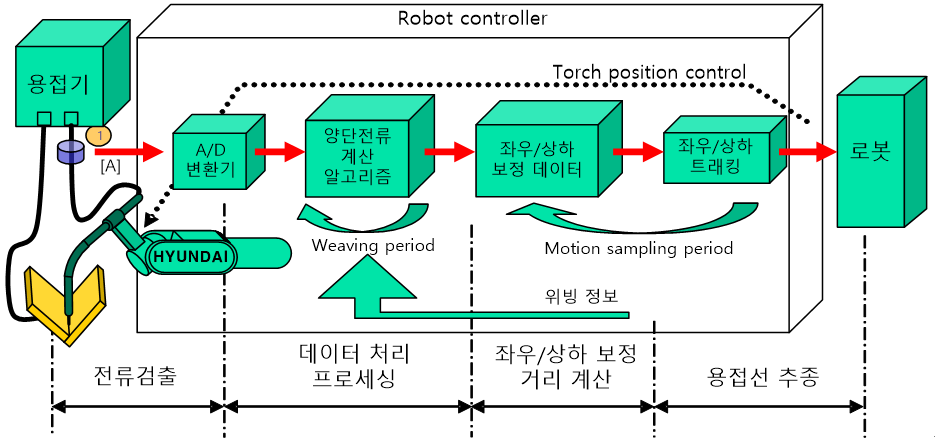 Robot controller
용접기
Torch position control
1
[A]
A/D
변환기
양단전류
계산
알고리즘
좌우/상하
보정 데이터
좌우/상하
트래킹
로봇
Weaving period
Motion sampling period
HYUNDAI
위빙 정보
전류검출
데이터 처리
프로세싱
좌우/상하 보정
거리 계산
용접선 추종